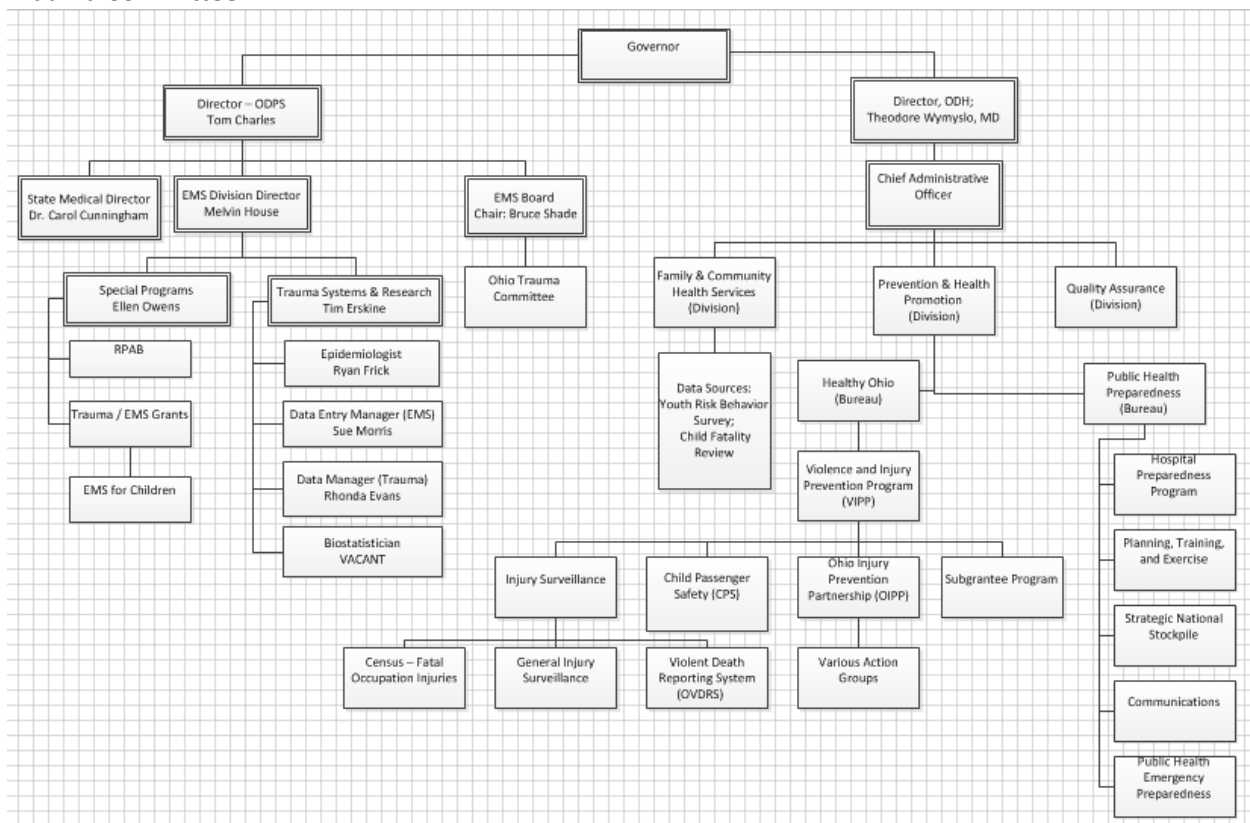 Governor
Director – ODPS
Tom Charles
Director, ODH;
Theodore Wymyslo, MD
State Medical Director
Dr. Carol Cunningham
EMS Division Director
Melvin House
EMS Board
Chair: Bruce Shade
Chief Administrative
Officer
Special Programs
Ellen Owens
Trauma Systems & Research
Tim Erskine
Ohio Trauma
Committee
Family & Community
Health Services
(Division)
Prevention & Health
Promotion
(Division)
Quality Assurance
(Division)
RPAB
Epidemiologist
Ryan Frick
Data Sources:
Youth Risk Behavior
Survey;
Child Fatality
Review
Healthy Ohio
(Bureau)
Public Health
Preparedness
(Bureau)
Trauma / EMS Grants
Data Entry Manager (EMS)
Sue Morris
EMS for Children
Data Manager (Trauma)
Rhonda Evans
Violence and Injury
Prevention Program
(VIPP)
Hospital
Preparedness
Program
Biostatistician
VACANT
Injury Surveillance
Child Passenger
Safety (CPS)
Ohio Injury
Prevention
Partnership (OIPP)
Subgrantee Program
Planning, Training,
and Exercise
Strategic National
Stockpile
Census – Fatal
Occupation Injuries
General Injury
Surveillance
Violent Death
Reporting System
(OVDRS)
Various Action
Groups
Communications
Public Health
Emergency
Preparedness